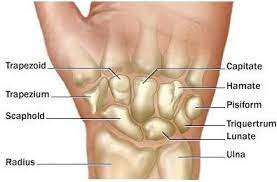 Trapezoid
Trapezium
Scaphold
Radius
Capitate
Hamate
Pisiform
Triquertrum
Lunate
Ulna